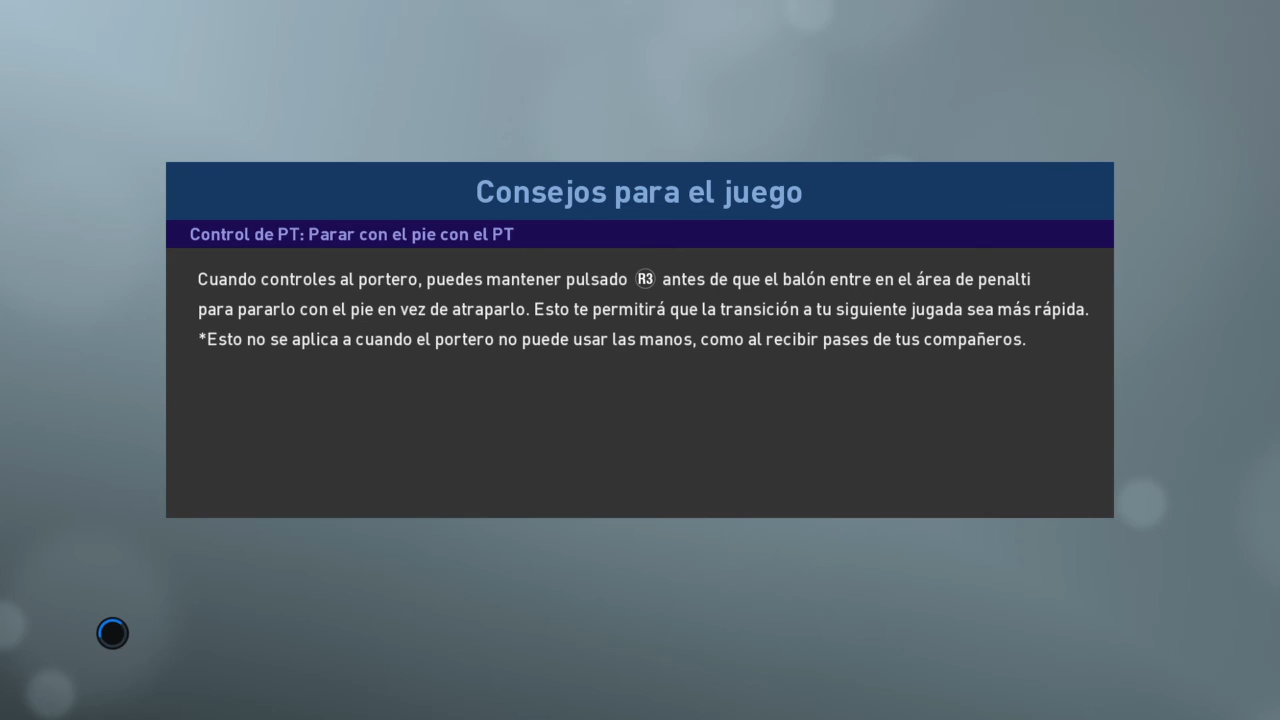 Consejos para el juego
Control de PT: Parar con el pie con el PT
Cuando controles al portero, puedes mantener pulsado R3 antes de que el balón entre en el área de penalti
para pararlo con el pie en vez de atraparlo. Esto te permitirá que la transición a tu siguiente jugada sea más rápida.
*Esto no se aplica a cuando el portero no puede usar las manos, como al recibir pases de tus compañeros.